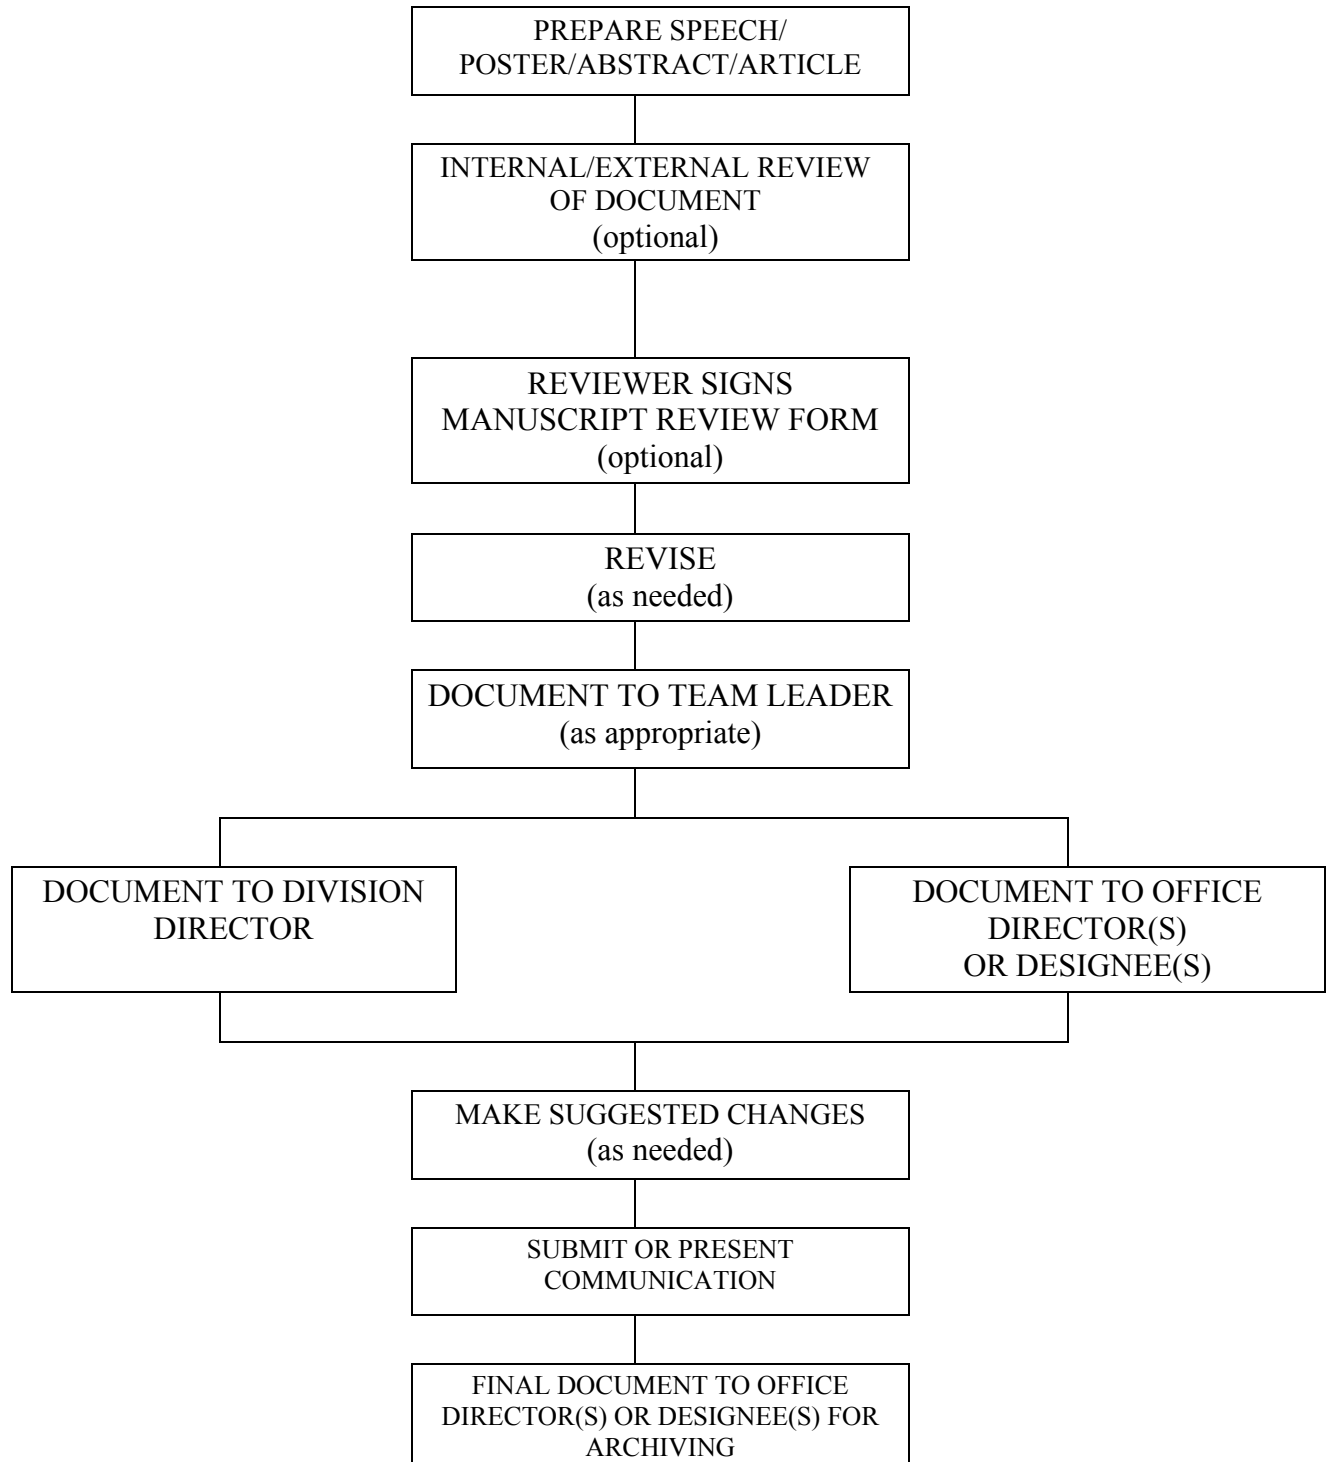 PREPARE SPEECH/
POSTER/ABSTRACT/ARTICLE
INTERNAL/EXTERNAL REVIEW
OF DOCUMENT
(optional)
REVIEWER SIGNS
MANUSCRIPT REVIEW FORM
(optional)
REVISE
(as needed)
DOCUMENT TO TEAM LEADER
(as appropriate)
DOCUMENT TO DIVISION
DIRECTOR
DOCUMENT TO OFFICE
DIRECTOR(S)
OR DESIGNEE(S)
MAKE SUGGESTED CHANGES
(as needed)
SUBMIT OR PRESENT
COMMUNICATION
FINAL DOCUMENT TO OFFICE
DIRECTOR(S) OR DESIGNEE(S) FOR
ARCHIVING